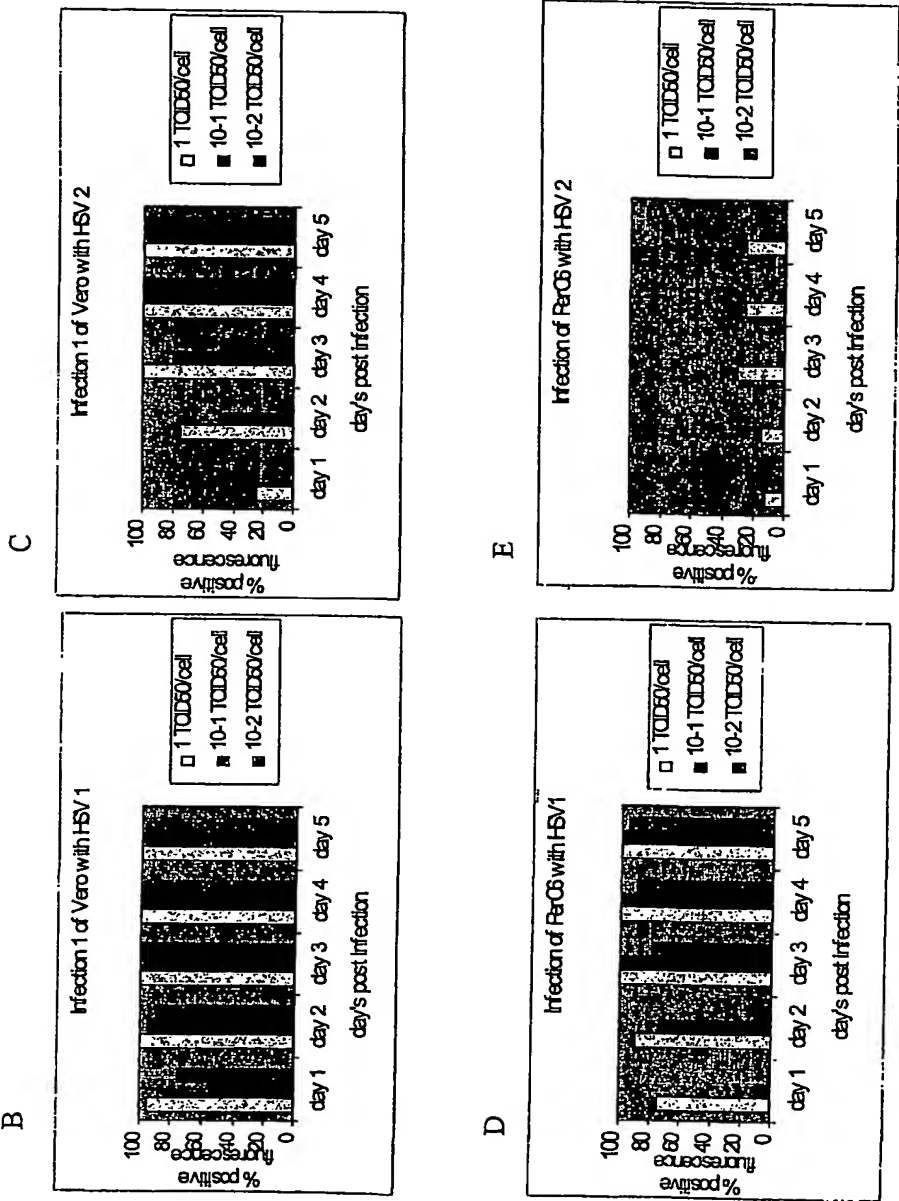 B
Infection 1 of Vero with HSV 1
% positive
fluorescence
100
80
60
40
20
0
day 1
day 2
day 3
day 4
day 5
day's post infection
1 TCID50/cell
10-1 TCID50/cell
10-2 TCID50/cell
C
Infection 1 of Vero with HSV 2
% positive
fluorescence
100
80
60
40
20
0
day 1
day 2
day 3
day 4
day 5
day's post infection
1 TCID50/cell
10-1 TCID50/cell
10-2 TCID50/cell
D
Infection of PerC6 with HSV1
% positive
fluorescence
100
80
60
40
20
0
day 1
day 2
day 3
day 4
day 5
day's post infection
1 TCID50/cell
10-1 TCID50/cell
10-2 TCID50/cell
E
Infection of PerC6 with HSV 2
% positive
fluorescence
100
80
60
40
20
0
day 1
day 2
day 3
day 4
day 5
day's post infection
1 TCID50/cell
10-1 TCID50/cell
10-2 TCID50/cell